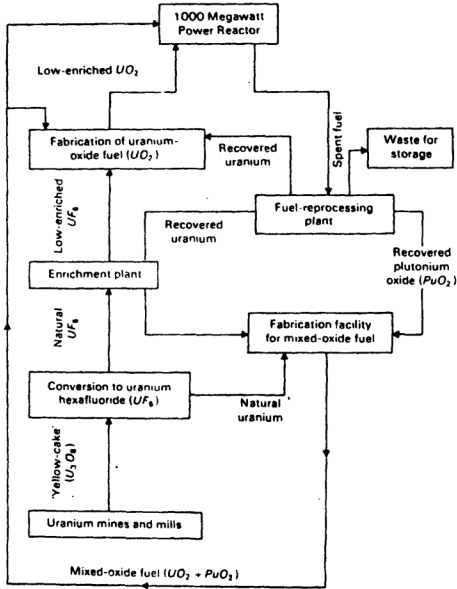 1000 Megawatt
Power Reactor
Low-enriched UO₂
Fabrication of uranium-
oxide fuel (UO₂)
Recovered
uranium
Spent fuel
Waste for
storage
Low-enriched
UF₆
Recovered
uranium
Fuel-reprocessing
plant
Enrichment plant
Recovered
plutonium
oxide (PuO₂)
Natural
UF₆
Fabrication facility
for mixed-oxide fuel
Conversion to uranium
hexafluoride (UF₆)
Natural
uranium
'Yellow-cake'
(U₃O₈)
Uranium mines and mills
Mixed-oxide fuel (UO₂ + PuO₂)